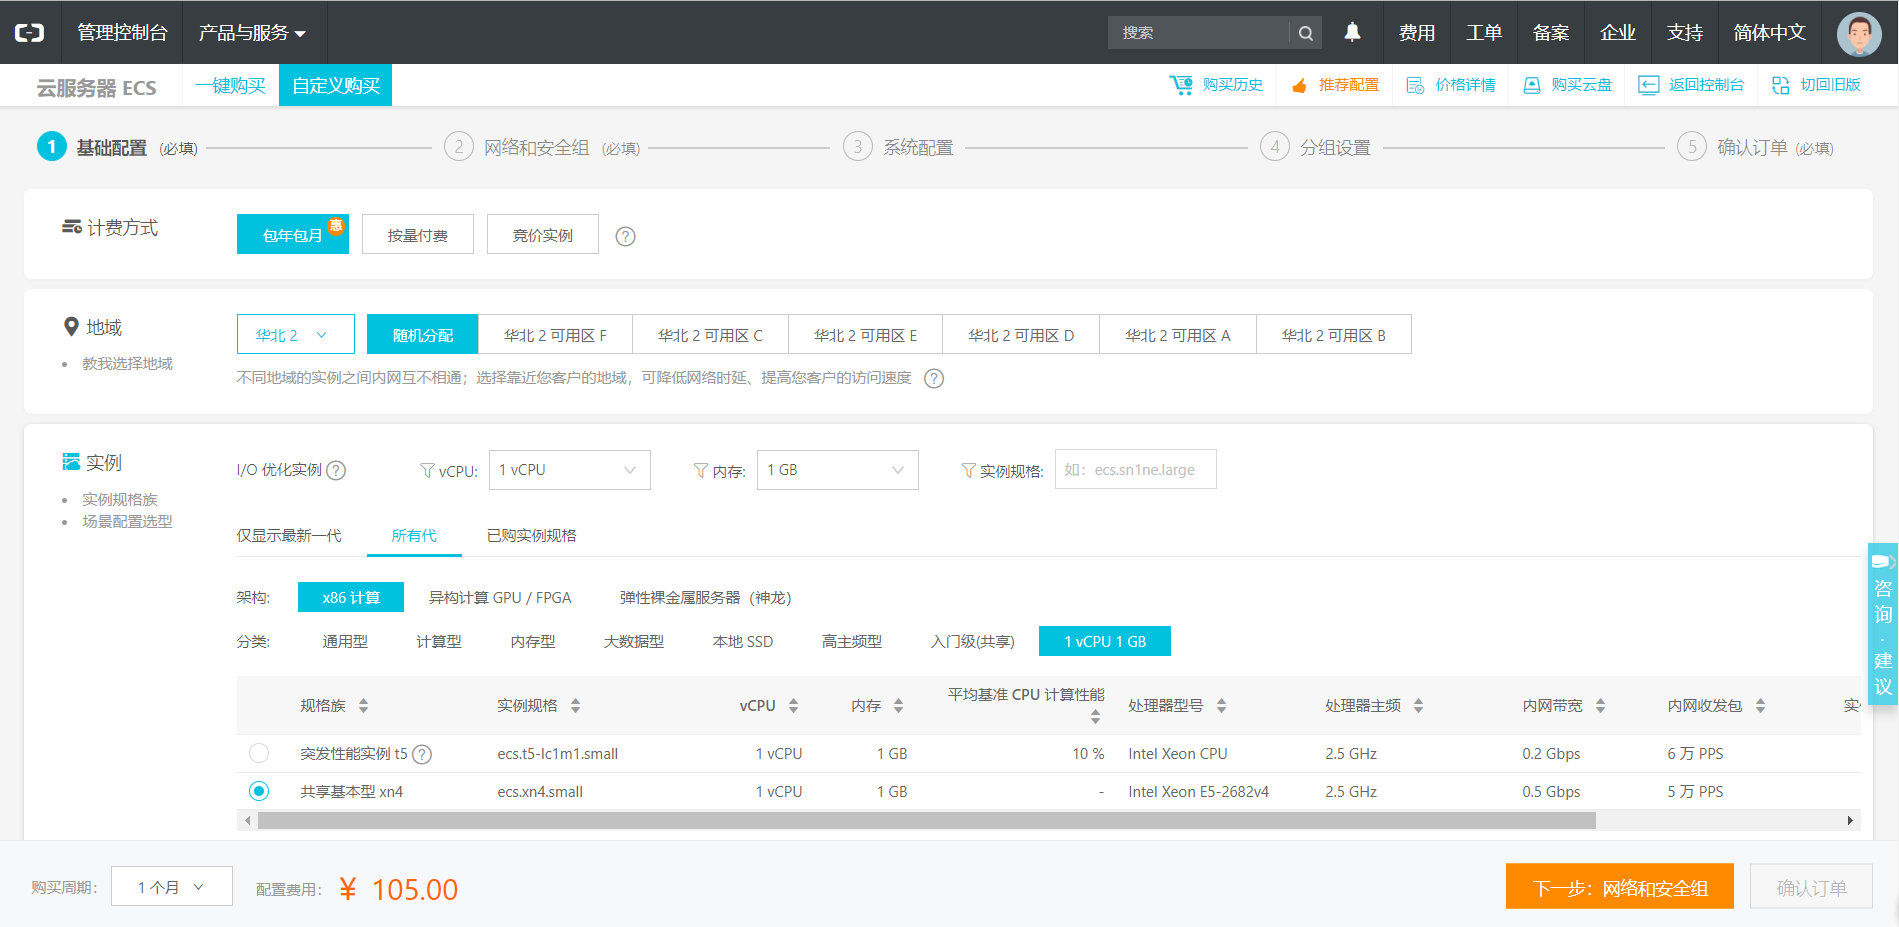 管理控制台 产品与服务 搜索 费用 工单 备案 企业 支持 简体中文
云服务器 ECS 一键购买 自定义购买 购买历史 推荐配置 价格详情 购买云盘 返回控制台 切回旧版
1 基础配置 (必填) 2 网络和安全组 (必填) 3 系统配置 4 分组设置 5 确认订单 (必填)
计费方式 包年包月 惠 按量付费 竞价实例 ?
地域 华北 2 随机分配 华北 2 可用区 F 华北 2 可用区 C 华北 2 可用区 E 华北 2 可用区 D 华北 2 可用区 A 华北 2 可用区 B
教我选择地域
不同地域的实例之间内网互不相通；选择靠近您客户的地域，可降低网络时延、提高您客户的访问速度 ?
实例 I/O 优化实例 ? vCPU: 1 vCPU 内存: 1 GB 实例规格: 如：ecs.sn1ne.large
实例规格族
场景配置选型
仅显示最新一代 所有代 已购实例规格
架构: x86 计算 异构计算 GPU / FPGA 弹性裸金属服务器（神龙）
分类: 通用型 计算型 内存型 大数据型 本地 SSD 高主频型 入门级(共享) 1 vCPU 1 GB
规格族 实例规格 vCPU 内存 平均基准 CPU 计算性能 处理器型号 处理器主频 内网带宽 内网收发包 实
突发性能实例 t5 ? ecs.t5-lc1m1.small 1 vCPU 1 GB 10 % Intel Xeon CPU 2.5 GHz 0.2 Gbps 6 万 PPS
共享基本型 xn4 ecs.xn4.small 1 vCPU 1 GB - Intel Xeon E5-2682v4 2.5 GHz 0.5 Gbps 5 万 PPS
咨询·建议
购买周期: 1 个月 配置费用: ¥ 105.00 下一步：网络和安全组 确认订单